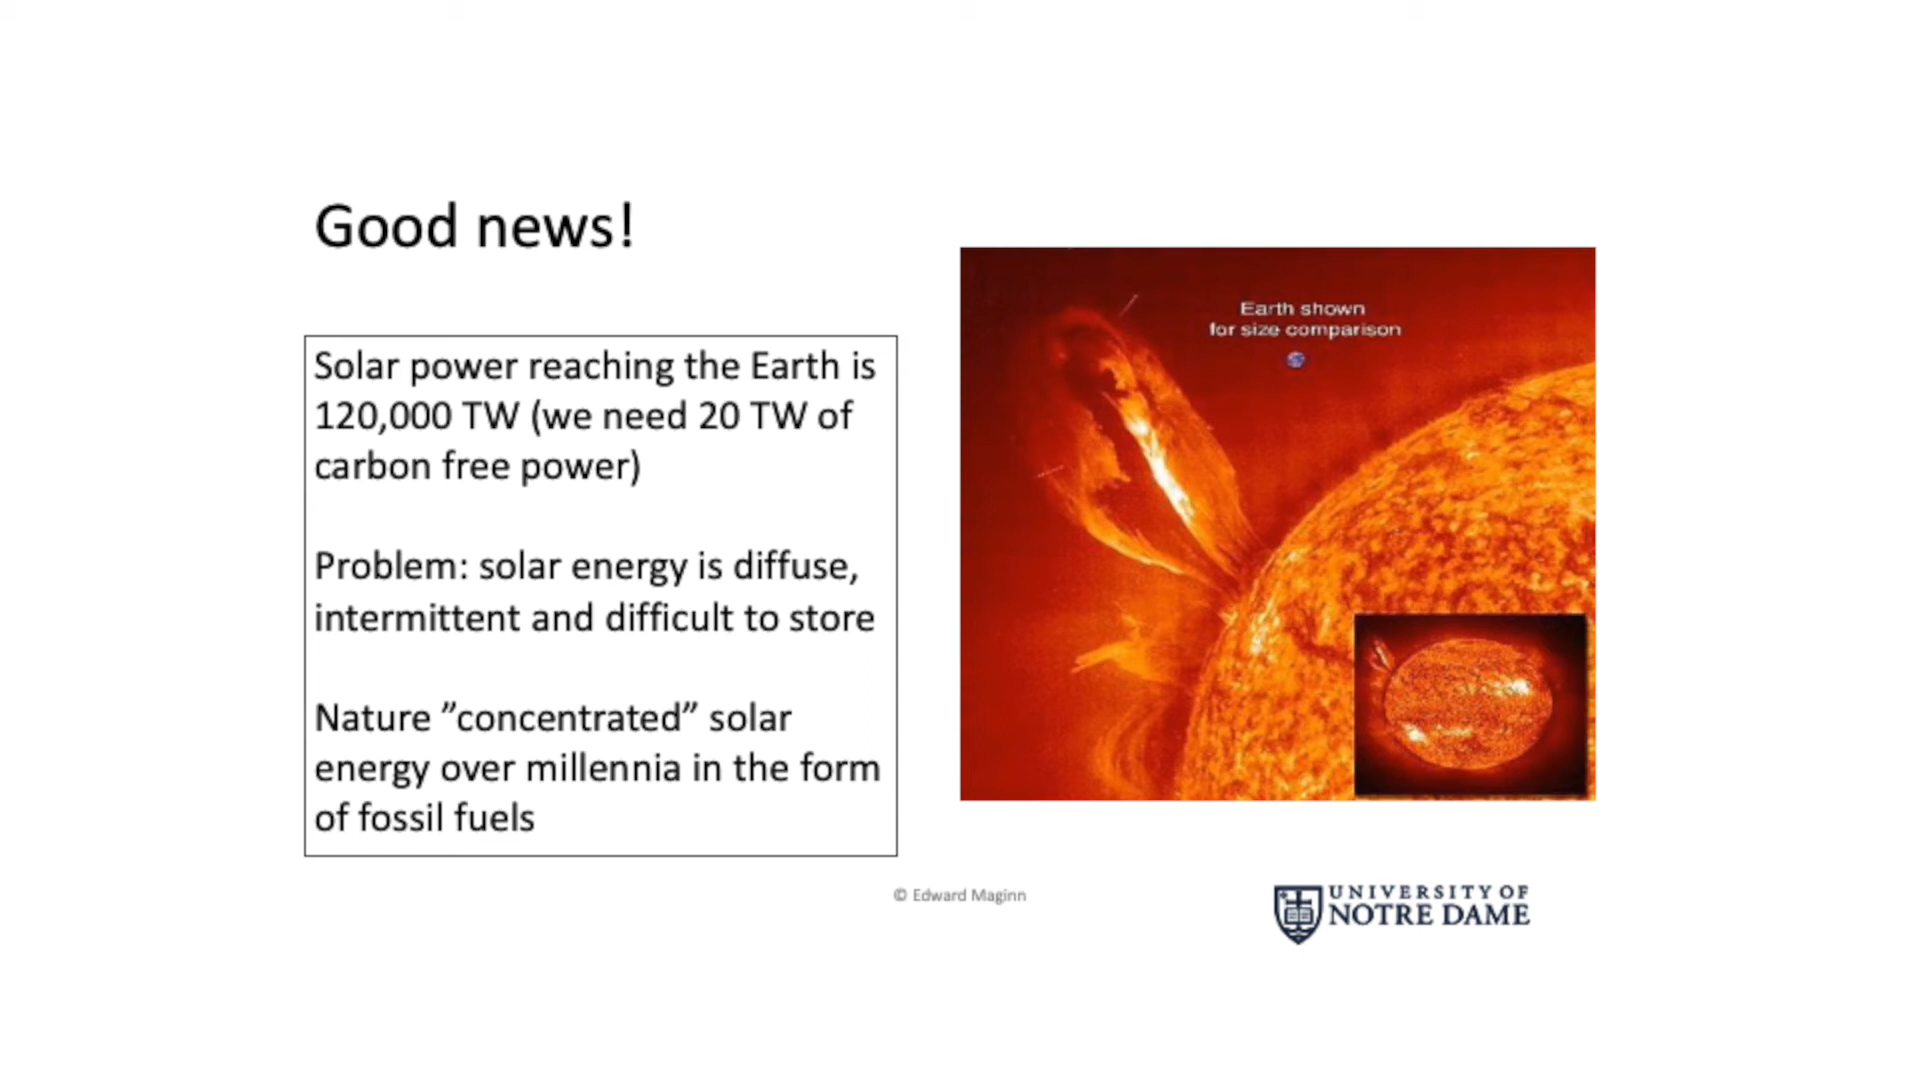 Good news!
Solar power reaching the Earth is
120,000 TW (we need 20 TW of
carbon free power)
Problem: solar energy is diffuse,
intermittent and difficult to store
Nature ”concentrated” solar
energy over millennia in the form
of fossil fuels
Earth shown
for size comparison
© Edward Maginn
UNIVERSITY OF
NOTRE DAME